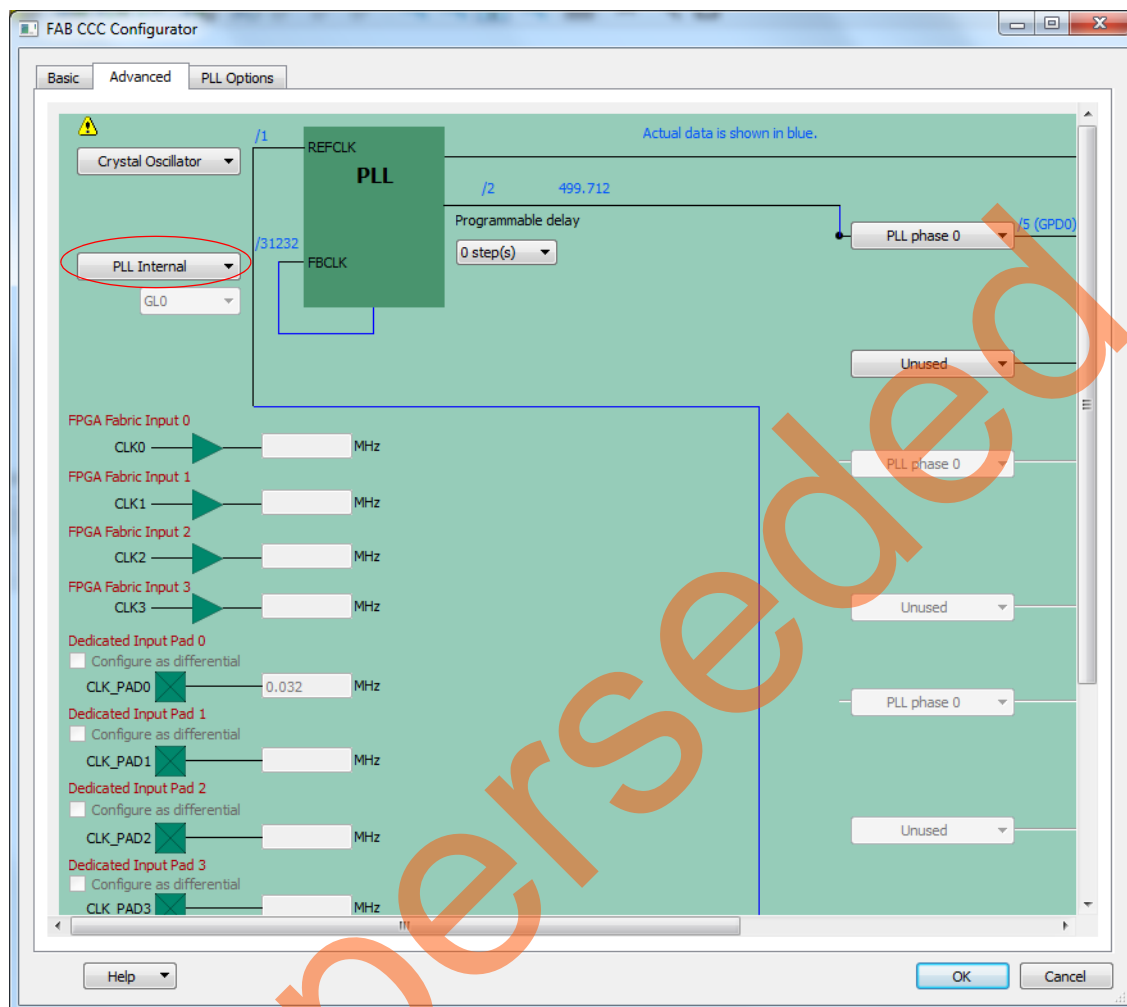 FAB CCC Configurator
Basic
Advanced
PLL Options
Actual data is shown in blue.
Crystal Oscillator
/1
REFCLK
PLL
/2
499.712
Programmable delay
0 step(s)
PLL phase 0
/5 (GPD0)
/31232
FBCLK
PLL Internal
GL0
Unused
FPGA Fabric Input 0
CLK0
MHz
PLL phase 0
FPGA Fabric Input 1
CLK1
MHz
FPGA Fabric Input 2
CLK2
MHz
FPGA Fabric Input 3
CLK3
MHz
Unused
Dedicated Input Pad 0
Configure as differential
CLK_PAD0
0.032
MHz
PLL phase 0
Dedicated Input Pad 1
Configure as differential
CLK_PAD1
MHz
Dedicated Input Pad 2
Configure as differential
CLK_PAD2
MHz
Unused
Dedicated Input Pad 3
Configure as differential
CLK_PAD3
MHz
Help
OK
Cancel
perseded